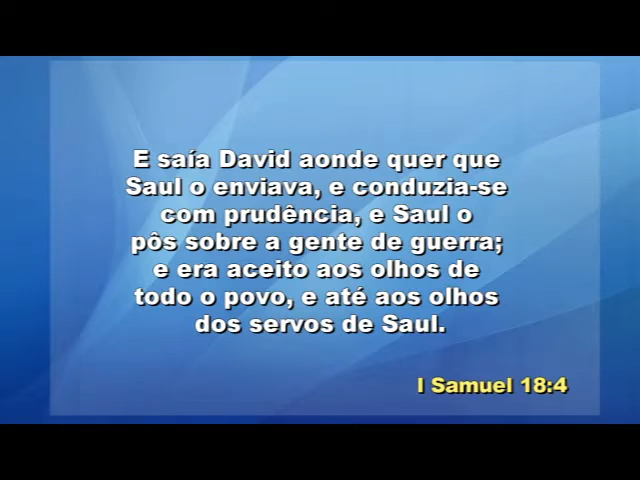 E saía David aonde quer que
Saul o enviava, e conduzia-se
com prudência, e Saul o
pôs sobre a gente de guerra;
e era aceito aos olhos de
todo o povo, e até aos olhos
dos servos de Saul.
I Samuel 18:4